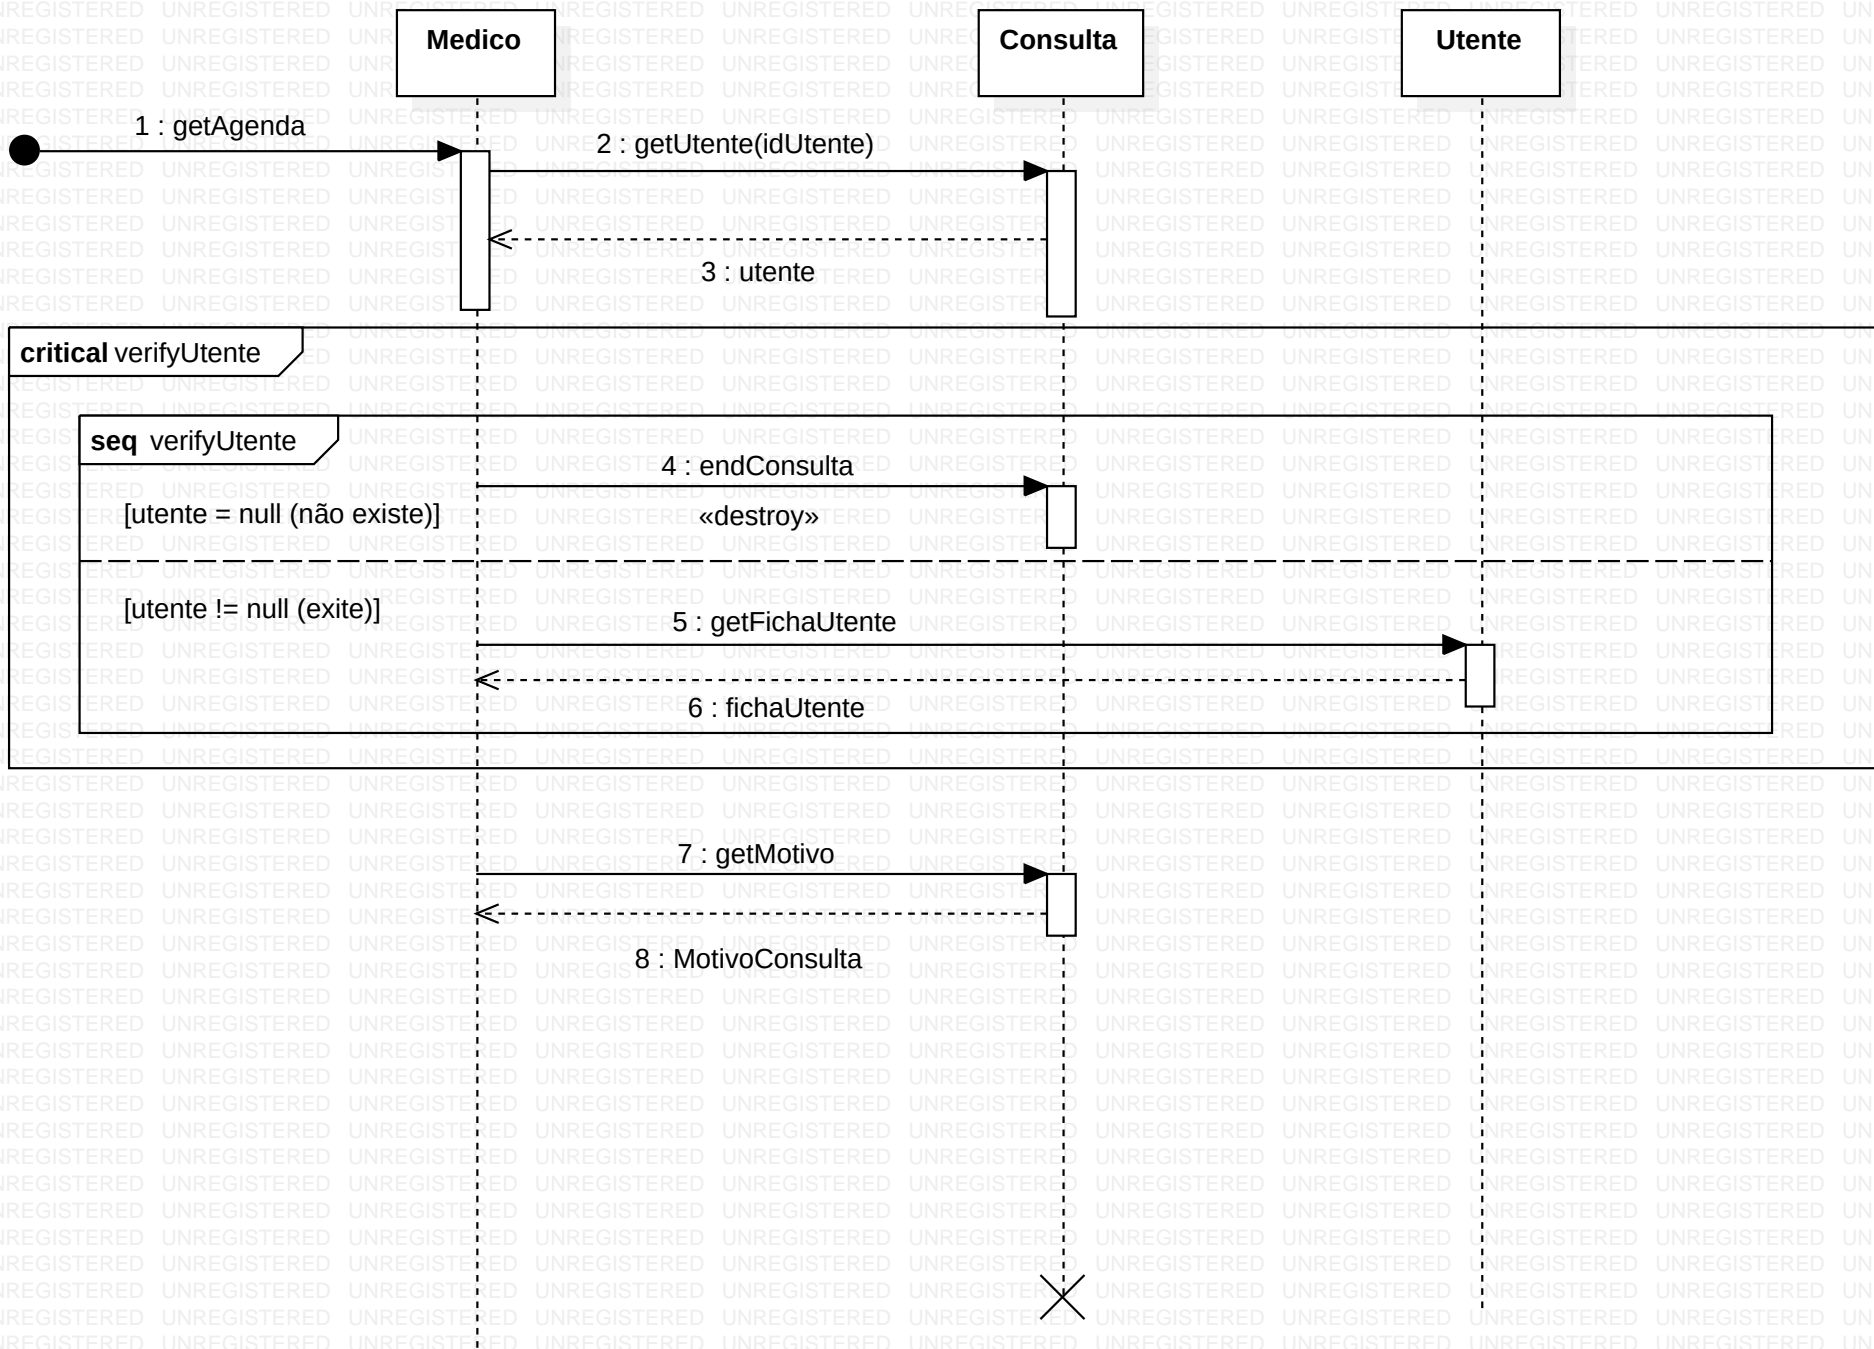 Medico
Consulta
Utente
1 : getAgenda
2 : getUtente(idUtente)
3 : utente
critical verifyUtente
seq verifyUtente
4 : endConsulta
[utente = null (não existe)]
«destroy»
[utente != null (exite)]
5 : getFichaUtente
6 : fichaUtente
7 : getMotivo
8 : MotivoConsulta
UNREGISTERED